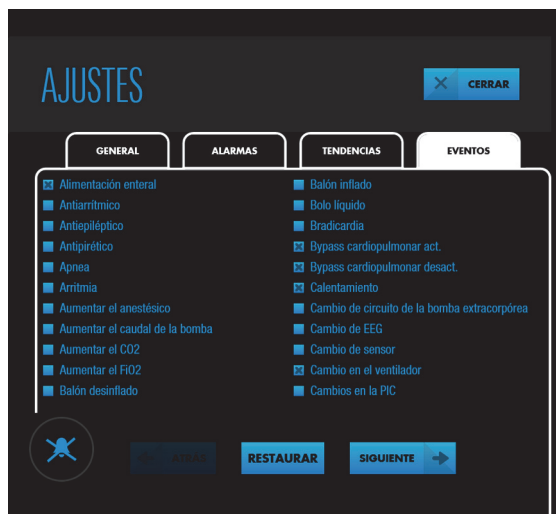 AJUSTES
CERRAR
GENERAL
ALARMAS
TENDENCIAS
EVENTOS
Alimentación enteral
Antiarrítmico
Antiepiléptico
Antipirético
Apnea
Arritmia
Aumentar el anestésico
Aumentar el caudal de la bomba
Aumentar el CO2
Aumentar el FiO2
Balón desinflado
Balón inflado
Bolo líquido
Bradicardia
Bypass cardiopulmonar act.
Bypass cardiopulmonar desact.
Calentamiento
Cambio de circuito de la bomba extracorpórea
Cambio de EEG
Cambio de sensor
Cambio en el ventilador
Cambios en la PIC
ATRÁS
RESTAURAR
SIGUIENTE